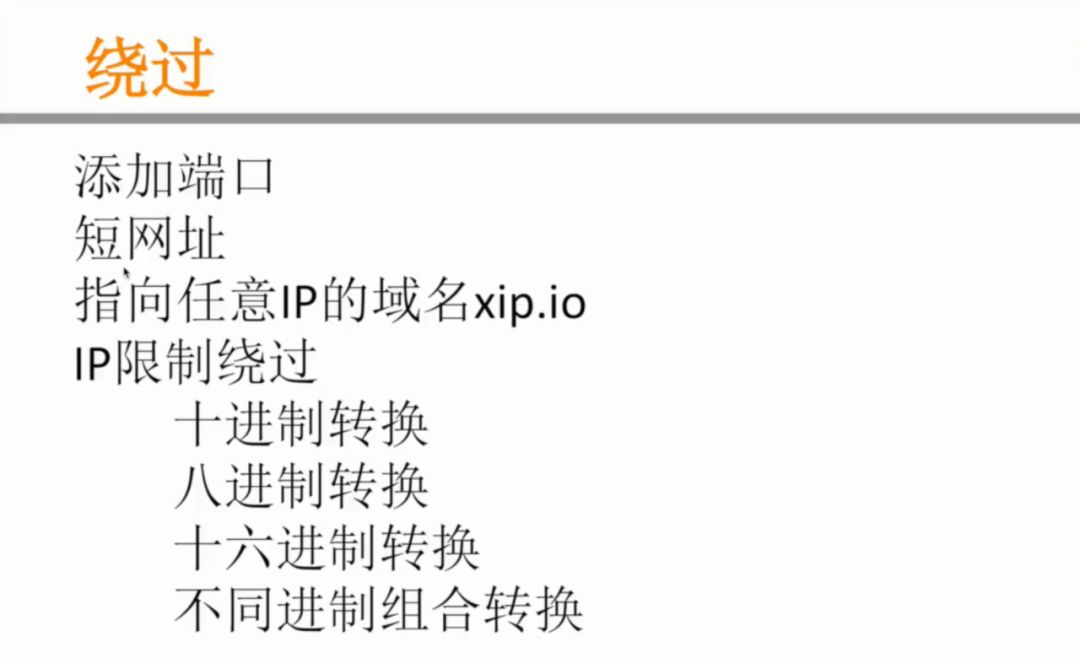 绕过
添加端口
短网址
指向任意IP的域名xip.io
IP限制绕过
十进制转换
八进制转换
十六进制转换
不同进制组合转换